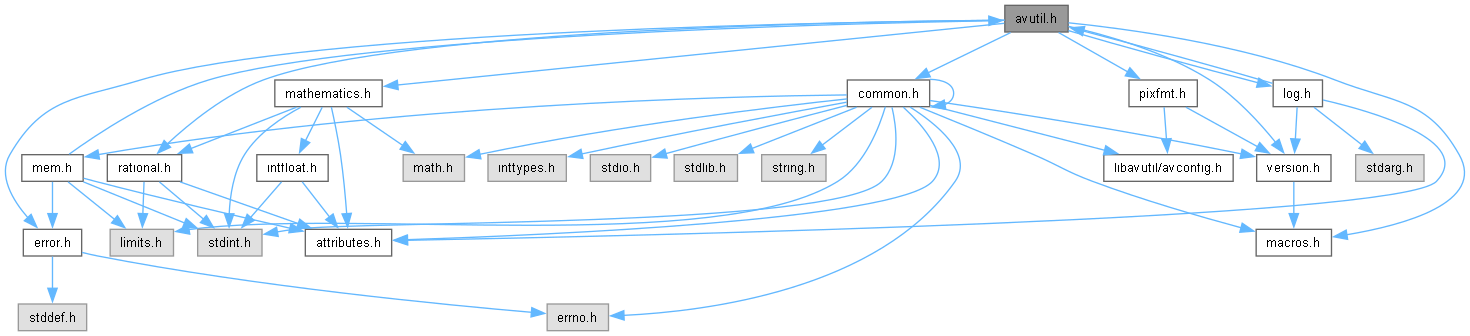 avutil.h
mathematics.h
common.h
pixfmt.h
log.h
mem.h
rational.h
intfloat.h
math.h
inttypes.h
stdio.h
stdlib.h
string.h
libavutil/avconfig.h
version.h
stdarg.h
error.h
limits.h
stdint.h
attributes.h
macros.h
stddef.h
errno.h